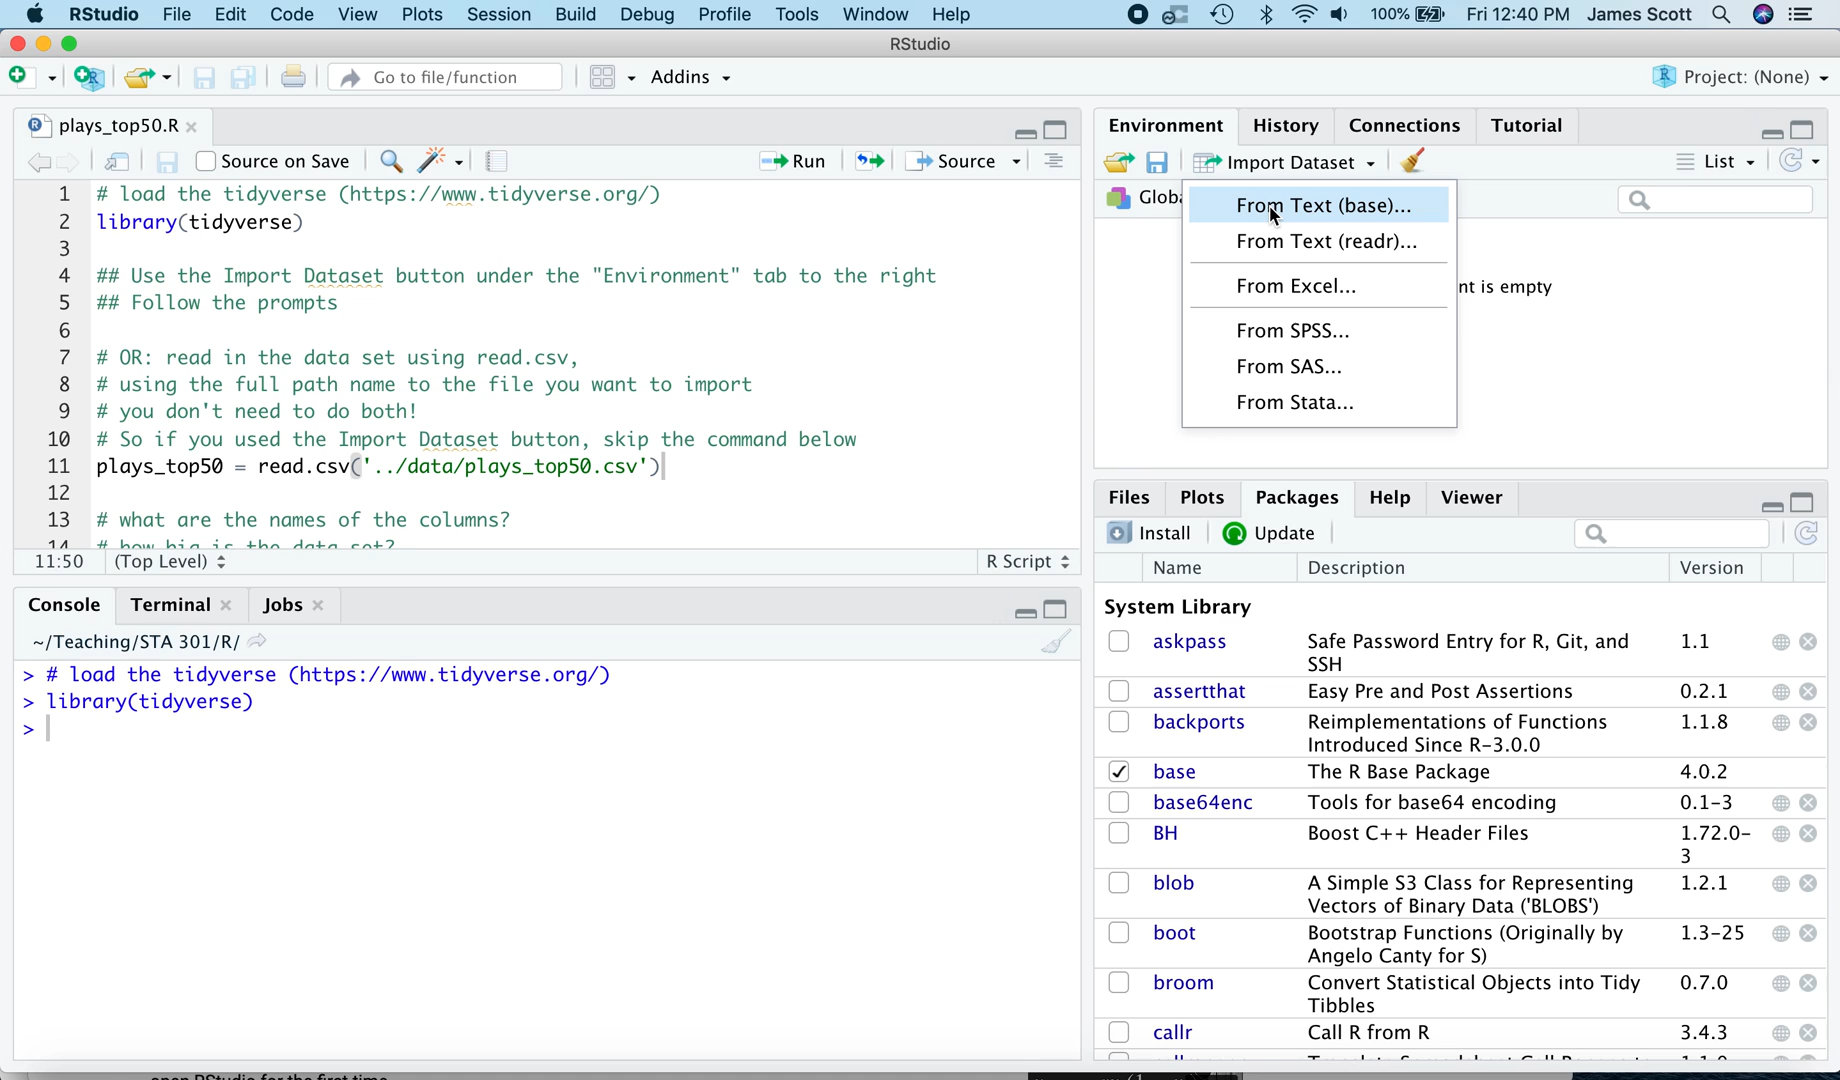 RStudio File Edit Code View Plots Session Build Debug Profile Tools Window Help 100% Fri 12:40 PM James Scott
RStudio
Go to file/function Addins Project: (None)
plays_top50.R
Source on Save Run Source
1 # load the tidyverse (https://www.tidyverse.org/)
2 library(tidyverse)
3
4 ## Use the Import Dataset button under the "Environment" tab to the right
5 ## Follow the prompts
6
7 # OR: read in the data set using read.csv,
8 # using the full path name to the file you want to import
9 # you don't need to do both!
10 # So if you used the Import Dataset button, skip the command below
11 plays_top50 = read.csv('../data/plays_top50.csv')
12
13 # what are the names of the columns?
14 # how big is the data set?
11:50 (Top Level) R Script
Console Terminal Jobs
~/Teaching/STA 301/R/
> # load the tidyverse (https://www.tidyverse.org/)
> library(tidyverse)
>
Environment History Connections Tutorial
Import Dataset List
Globa
From Text (base)...
From Text (readr)...
From Excel... nt is empty
From SPSS...
From SAS...
From Stata...
Files Plots Packages Help Viewer
Install Update
Name Description Version
System Library
askpass Safe Password Entry for R, Git, and 1.1
SSH
assertthat Easy Pre and Post Assertions 0.2.1
backports Reimplementations of Functions 1.1.8
Introduced Since R-3.0.0
base The R Base Package 4.0.2
base64enc Tools for base64 encoding 0.1-3
BH Boost C++ Header Files 1.72.0-
3
blob A Simple S3 Class for Representing 1.2.1
Vectors of Binary Data ('BLOBS')
boot Bootstrap Functions (Originally by 1.3-25
Angelo Canty for S)
broom Convert Statistical Objects into Tidy 0.7.0
Tibbles
callr Call R from R 3.4.3
open RStudio for the first time